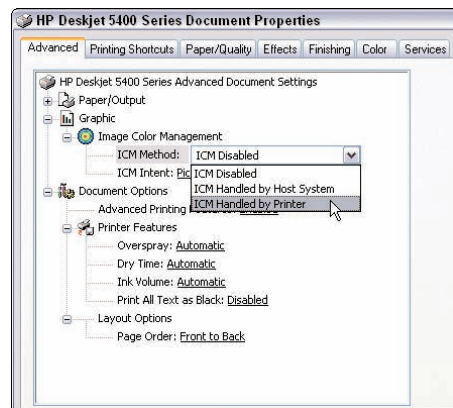 HP Deskjet 5400 Series Document Properties
Advanced Printing Shortcuts Paper/Quality Effects Finishing Color Services
HP Deskjet 5400 Series Advanced Document Settings
Paper/Output
Graphic
Image Color Management
ICM Method: ICM Disabled
ICM Intent: Pic
ICM Disabled
ICM Handled by Host System
ICM Handled by Printer
Document Options
Advanced Printing
Printer Features
Overspray: Automatic
Dry Time: Automatic
Ink Volume: Automatic
Print All Text as Black: Disabled
Layout Options
Page Order: Front to Back